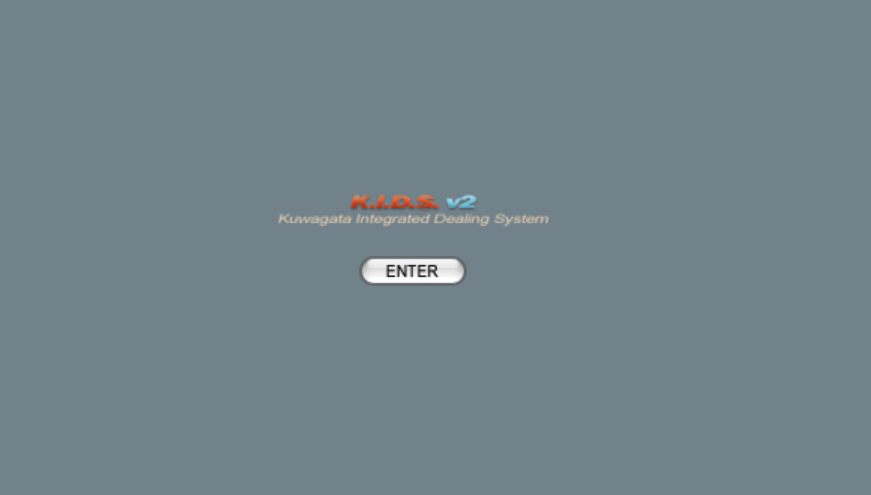 K.I.D.S. v2
Kuwagata Integrated Dealing System
ENTER